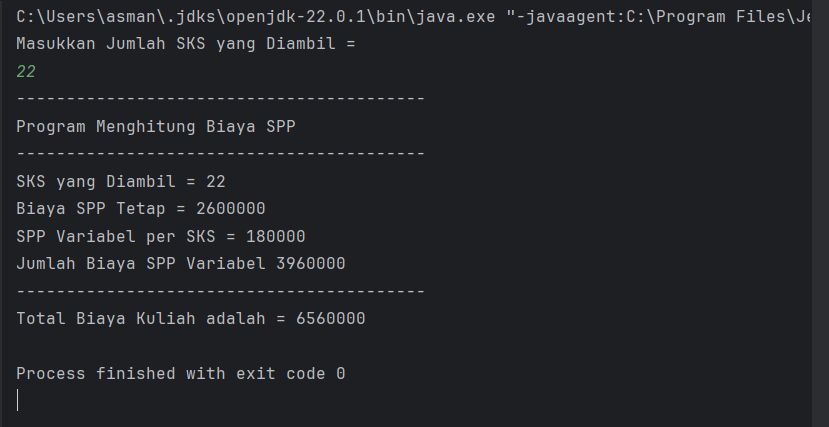 C:\Users\asman\.jdks\openjdk-22.0.1\bin\java.exe "-javaagent:C:\Program Files\Je
Masukkan Jumlah SKS yang Diambil =
22
-----------------------------------------
Program Menghitung Biaya SPP
-----------------------------------------
SKS yang Diambil = 22
Biaya SPP Tetap = 2600000
SPP Variabel per SKS = 180000
Jumlah Biaya SPP Variabel 3960000
-----------------------------------------
Total Biaya Kuliah adalah = 6560000
Process finished with exit code 0